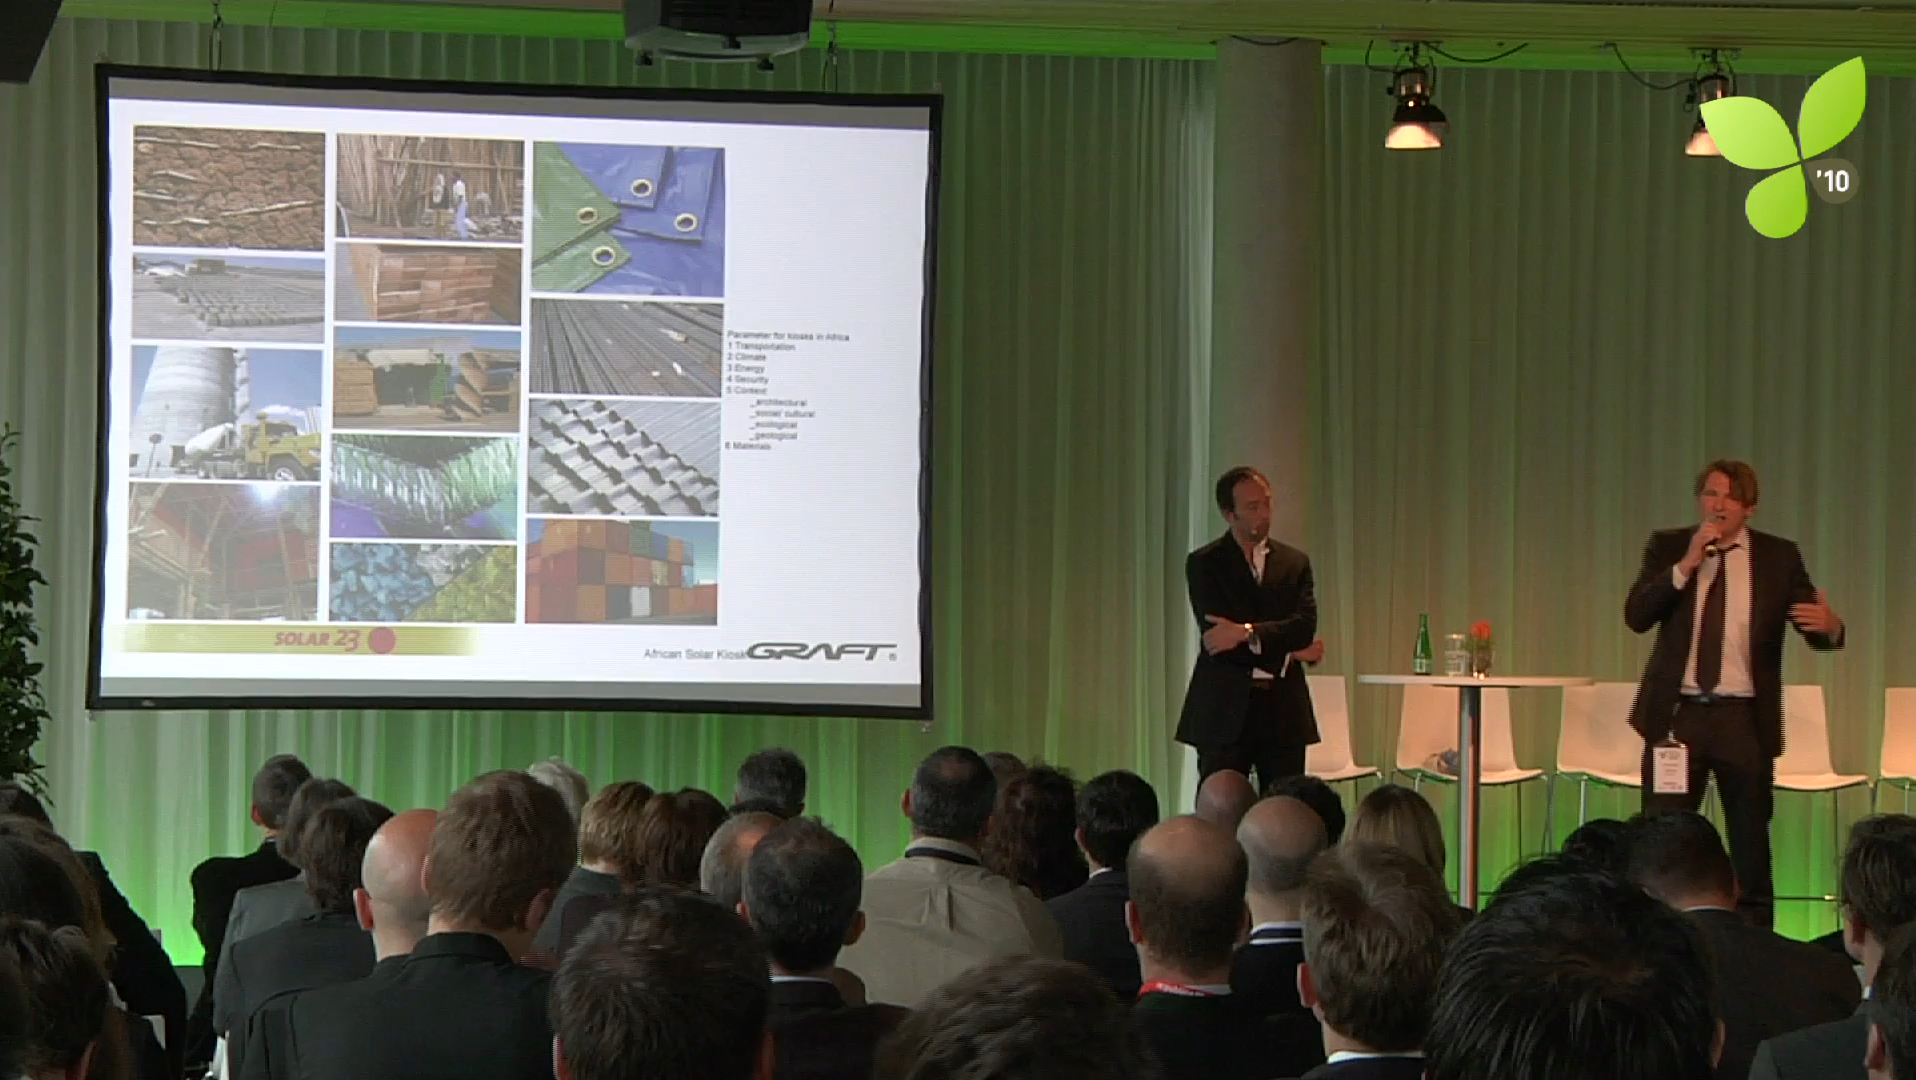 Parameter for kiosks in Africa
1 Transportation
2 Climate
3 Energy
4 Security
5 Context
_architectural
_social/ cultural
_ecological
_geological
6 Materials
SOLAR 23
African Solar Kiosk
GRAFT
'10